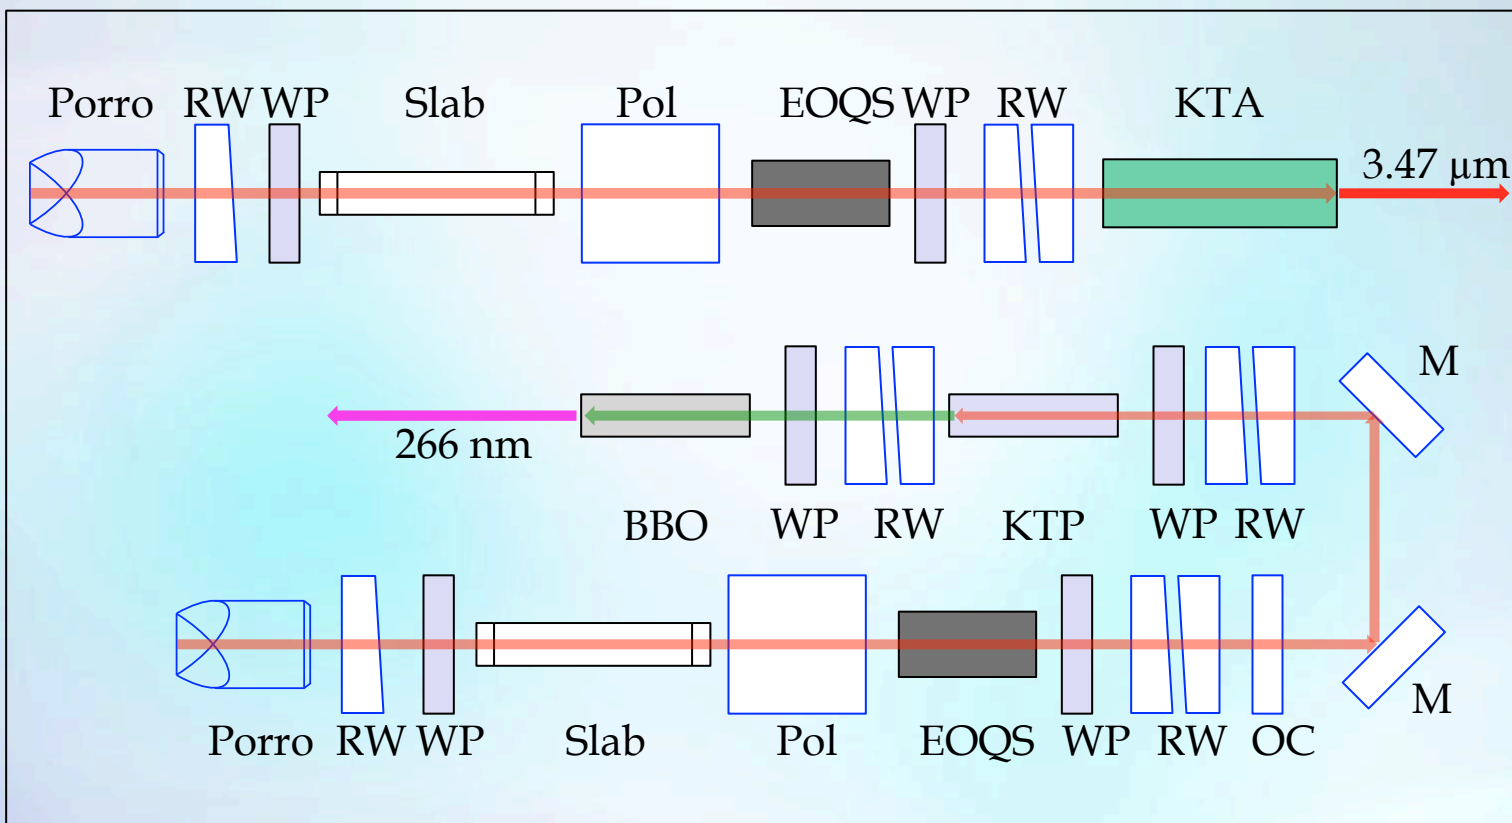 Porro RW WP Slab Pol EOQS WP RW KTA
3.47 µm
M
266 nm
BBO WP RW KTP WP RW
M
Porro RW WP Slab Pol EOQS WP RW OC